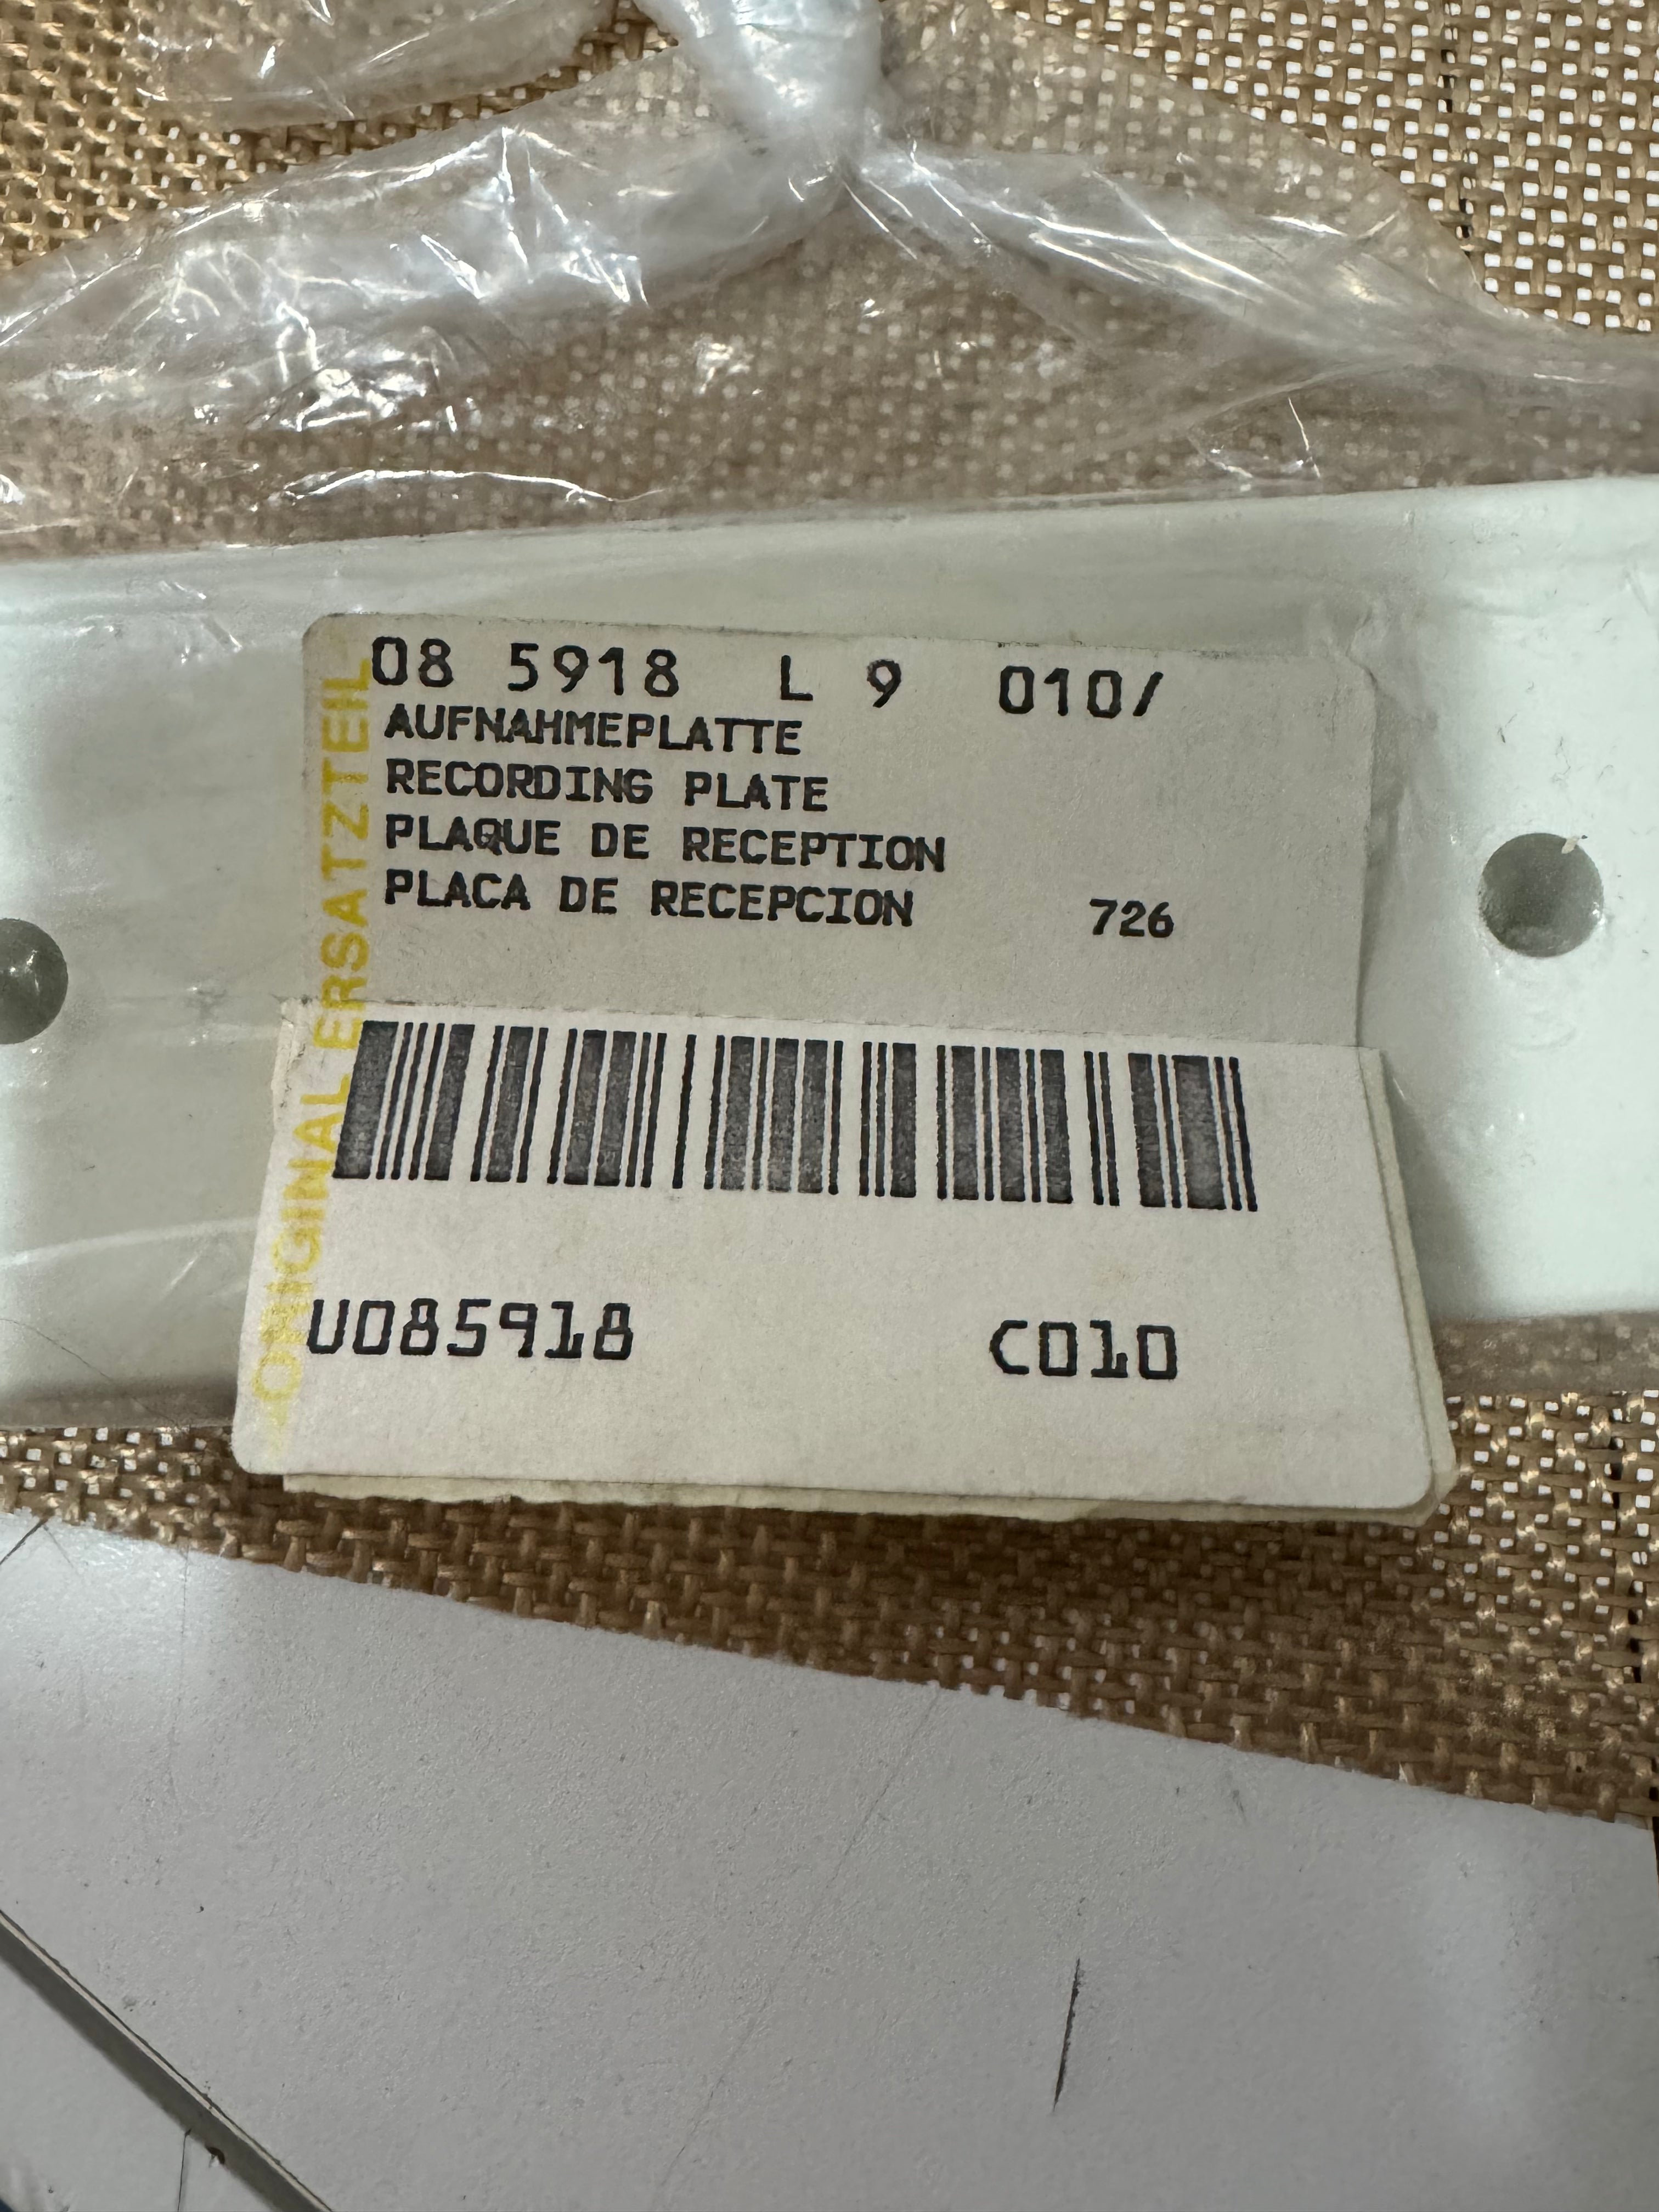 08 5918 L 9 010/
AUFNAHMEPLATTE
RECORDING PLATE
PLAQUE DE RECEPTION
PLACA DE RECEPCION 726
ORIGINAL ERSATZTEIL
U085918 C010